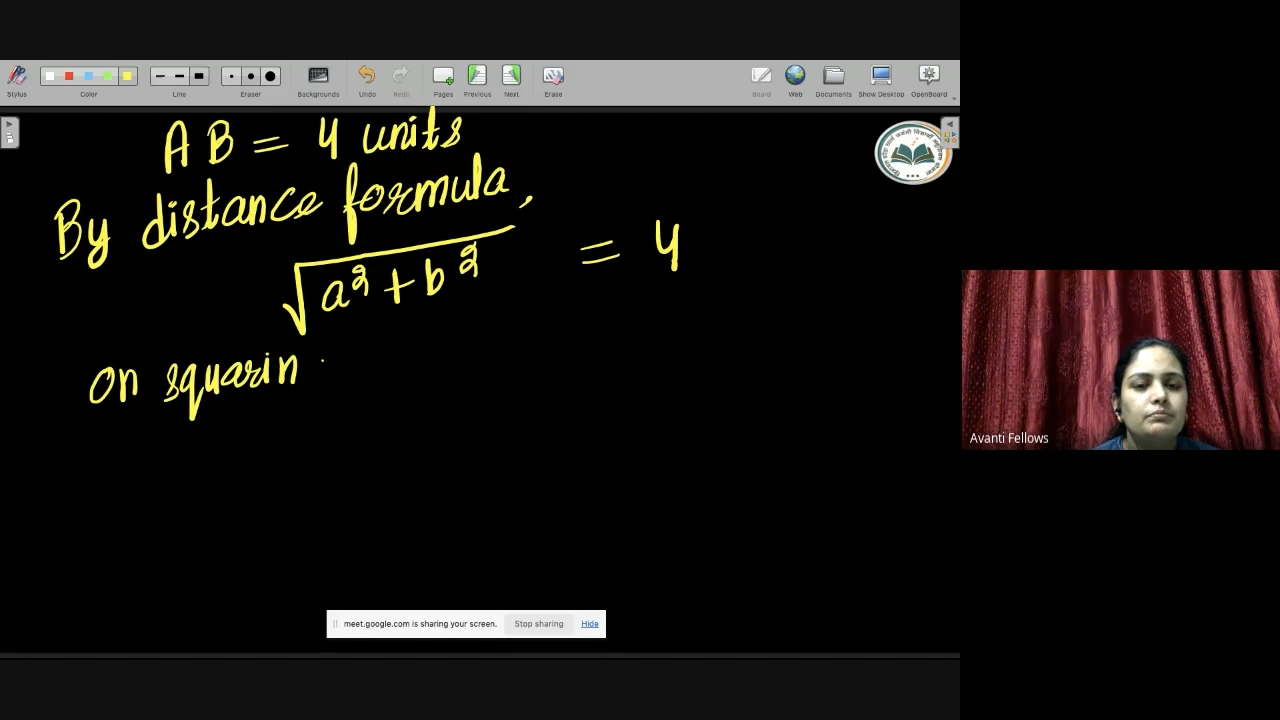 Stylus Color Line Eraser Backgrounds Undo Redo Pages Previous Next Erase Board Web Documents Show Desktop OpenBoard
AB = 4 units
By distance formula,
√a²+b² = 4
on squarin
Avanti Fellows
meet.google.com is sharing your screen. Stop sharing Hide